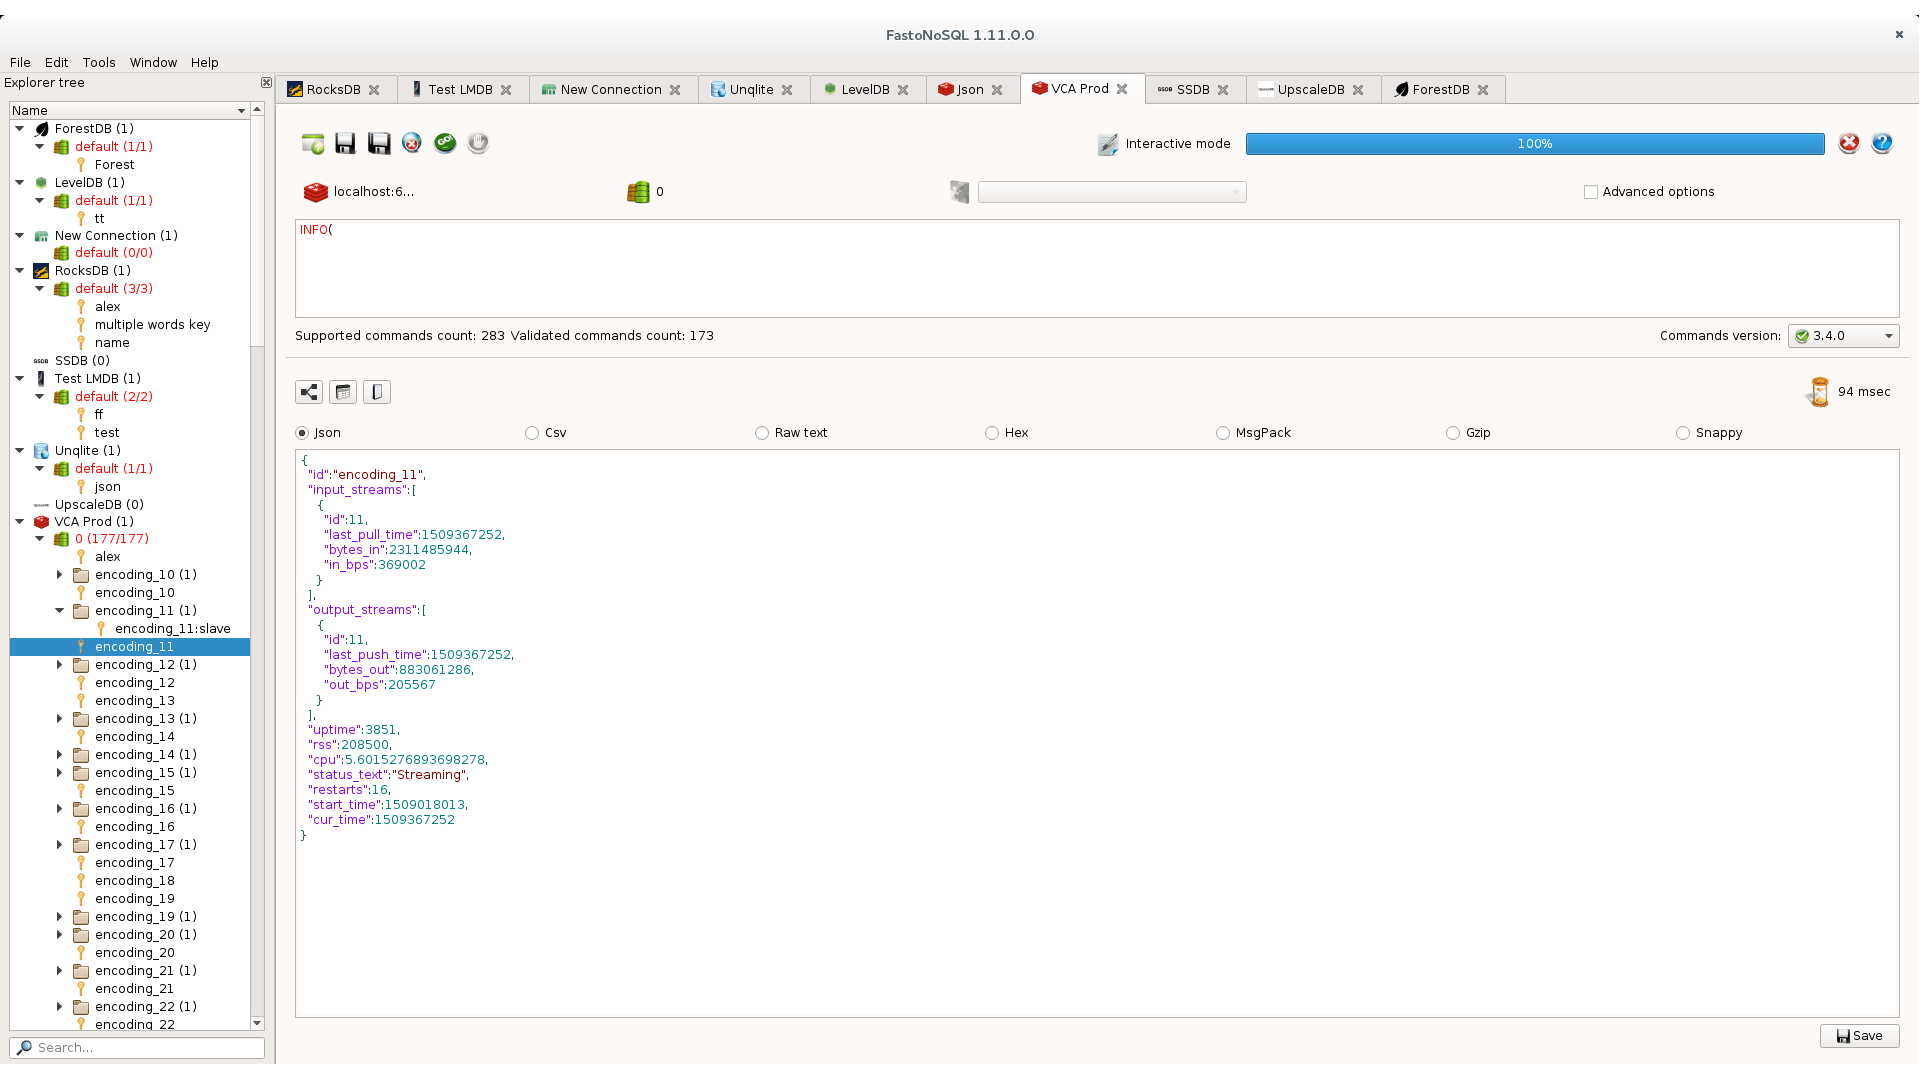 FastoNoSQL 1.11.0.0
File Edit Tools Window Help
Explorer tree
Name
ForestDB (1)
default (1/1)
Forest
LevelDB (1)
default (1/1)
tt
New Connection (1)
default (0/0)
RocksDB (1)
default (3/3)
alex
multiple words key
name
SSDB (0)
Test LMDB (1)
default (2/2)
ff
test
Unqlite (1)
default (1/1)
json
UpscaleDB (0)
VCA Prod (1)
0 (177/177)
alex
encoding_10 (1)
encoding_10
encoding_11 (1)
encoding_11:slave
encoding_11
encoding_12 (1)
encoding_12
encoding_13
encoding_13 (1)
encoding_14
encoding_14 (1)
encoding_15 (1)
encoding_15
encoding_16 (1)
encoding_16
encoding_17 (1)
encoding_17
encoding_18
encoding_19
encoding_19 (1)
encoding_20 (1)
encoding_20
encoding_21 (1)
encoding_21
encoding_22 (1)
encoding_22
Search...
RocksDB Test LMDB New Connection Unqlite LevelDB Json VCA Prod SSDB UpscaleDB ForestDB
Interactive mode 100%
localhost:6... 0 Advanced options
INFO(
Supported commands count: 283 Validated commands count: 173 Commands version: 3.4.0
94 msec
Json Csv Raw text Hex MsgPack Gzip Snappy
{
"id":"encoding_11",
"input_streams":[
{
"id":11,
"last_pull_time":1509367252,
"bytes_in":2311485944,
"in_bps":369002
}
],
"output_streams":[
{
"id":11,
"last_push_time":1509367252,
"bytes_out":883061286,
"out_bps":205567
}
],
"uptime":3851,
"rss":208500,
"cpu":5.6015276893698278,
"status_text":"Streaming",
"restarts":16,
"start_time":1509018013,
"cur_time":1509367252
}
Save